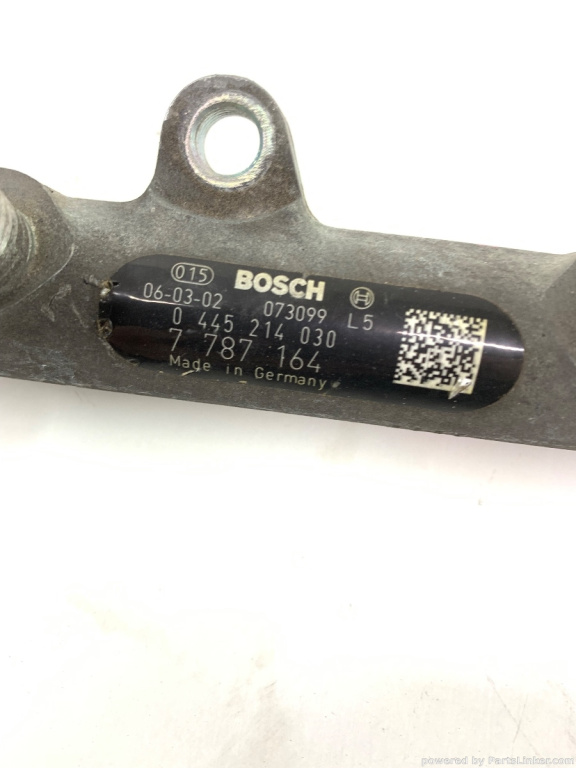 015 BOSCH
06-03-02 073099 L5
0 445 214 030
7 787 164
Made in Germany
powered by PartsLinker.com